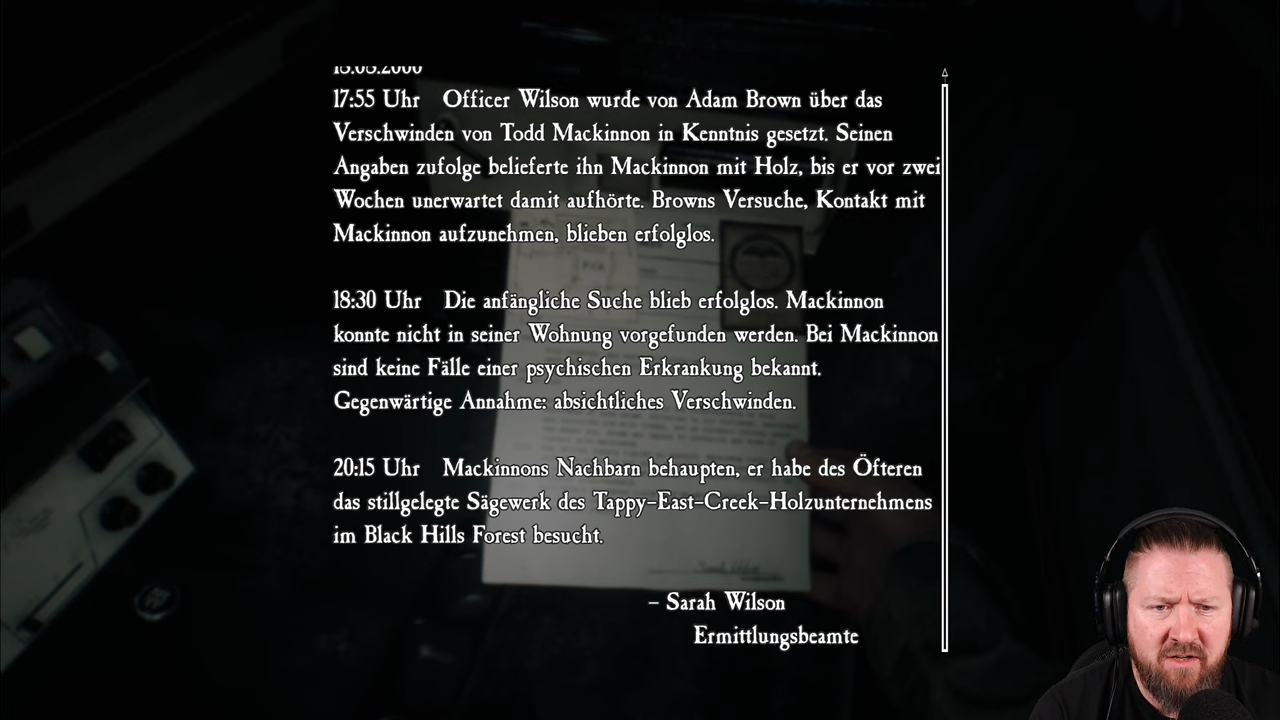 17:55 Uhr Officer Wilson wurde von Adam Brown über das
Verschwinden von Todd Mackinnon in Kenntnis gesetzt. Seinen
Angaben zufolge belieferte ihn Mackinnon mit Holz, bis er vor zwei
Wochen unerwartet damit aufhörte. Browns Versuche, Kontakt mit
Mackinnon aufzunehmen, blieben erfolglos.
18:30 Uhr Die anfängliche Suche blieb erfolglos. Mackinnon
konnte nicht in seiner Wohnung vorgefunden werden. Bei Mackinnon
sind keine Fälle einer psychischen Erkrankung bekannt.
Gegenwärtige Annahme: absichtliches Verschwinden.
20:15 Uhr Mackinnons Nachbarn behaupten, er habe des Öfteren
das stillgelegte Sägewerk des Tappy-East-Creek-Holzunternehmens
im Black Hills Forest besucht.
- Sarah Wilson
Ermittlungsbeamte